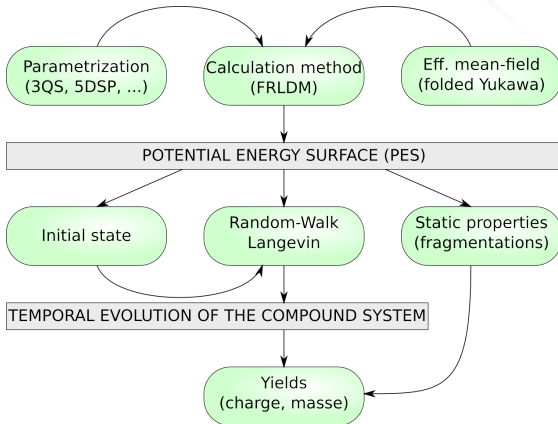 Parametrization
(3QS, 5DSP, ...)
Calculation method
(FRLDM)
Eff. mean-field
(folded Yukawa)
POTENTIAL ENERGY SURFACE (PES)
Initial state
Random-Walk
Langevin
Static properties
(fragmentations)
TEMPORAL EVOLUTION OF THE COMPOUND SYSTEM
Yields
(charge, masse)